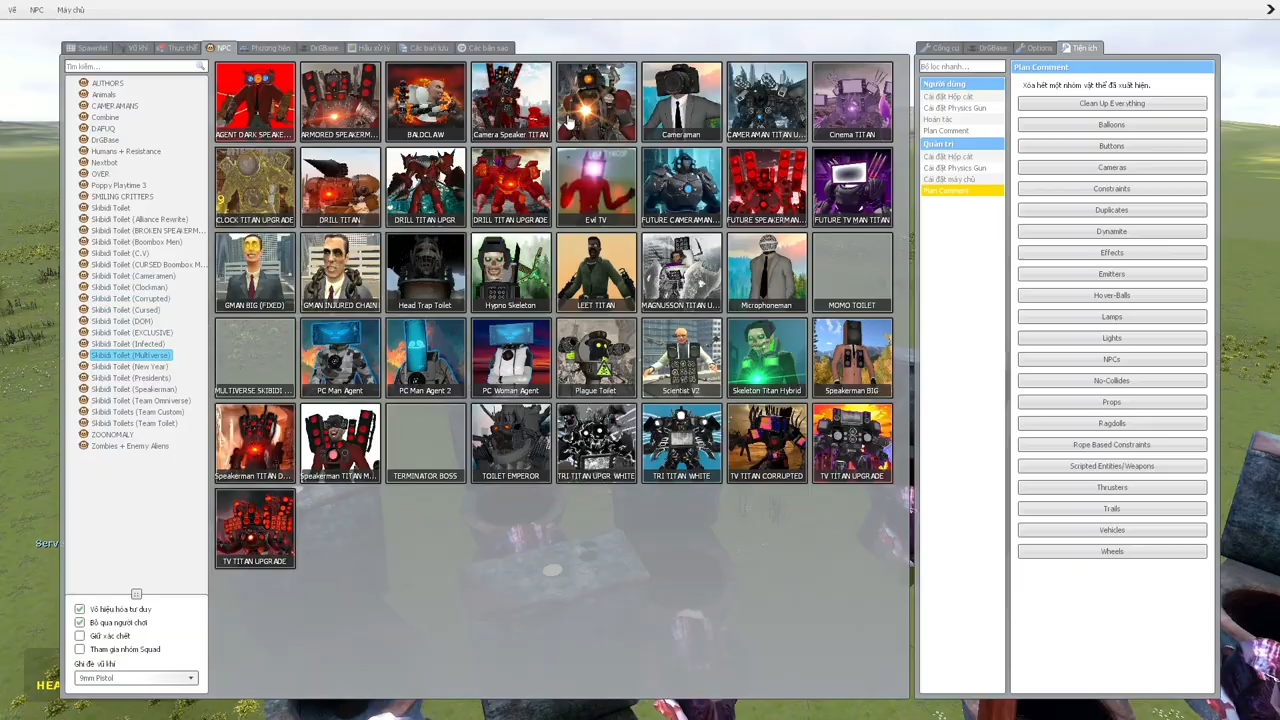 Vẽ NPC Máy chủ
Spawnlist Vũ khí Thực thể NPC Phương tiện DrGBase Hậu xử lý Các bạn lưu Các bản sao
Công cụ DrGBase Options Tiện ích
Tìm kiếm...
AUTHORS
Animals
CAMERAMANS
Combine
DAFUQ
DrGBase
Humans + Resistance
Nextbot
OVER
Poppy Playtime 3
SMILING CRITTERS
Skibidi Toilet
Skibidi Toilet (Alliance Rewrite)
Skibidi Toilet (BROKEN SPEAKERM...
Skibidi Toilet (Boombox Men)
Skibidi Toilet (C.V)
Skibidi Toilet (CURSED Boombox M...
Skibidi Toilet (Cameramen)
Skibidi Toilet (Clockman)
Skibidi Toilet (Corrupted)
Skibidi Toilet (Cursed)
Skibidi Toilet (DOM)
Skibidi Toilet (EXCLUSIVE)
Skibidi Toilet (Infected)
Skibidi Toilet (Multiverse)
Skibidi Toilet (New Year)
Skibidi Toilet (Presidents)
Skibidi Toilet (Speakerman)
Skibidi Toilet (Team Omniverse)
Skibidi Toilets (Team Custom)
Skibidi Toilets (Team Toilet)
ZOONOMALY
Zombies + Enemy Aliens
Vô hiệu hóa tư duy
Bỏ qua người chơi
Giữ xác chết
Tham gia nhóm Squad
Ghi đè vũ khí
9mm Pistol
AGENT DARK SPEAKE... ARMORED SPEAKERM... BALDCLAW Camera Speaker TITAN Cameraman CAMERAMAN TITAN U... Cinema TITAN
CLOCK TITAN UPGRADE DRILL TITAN DRILL TITAN UPGR DRILL TITAN UPGRADE Evil TV FUTURE CAMERAMAN... FUTURE SPEAKERMAN... FUTURE TV MAN TITAN
GMAN BIG (FIXED) GMAN INJURED CHAIN Head Trap Toilet Hypno Skeleton LEET TITAN MAGNUSSON TITAN U... Microphoneman MOMO TOILET
MULTIVERSE SKIBIDI ... PC Man Agent PC Man Agent 2 PC Woman Agent Plague Toilet Scientist V2 Skeleton Titan Hybrid Speakerman BIG
Speakerman TITAN D... Speakerman TITAN M... TERMINATOR BOSS TOILET EMPEROR TRI TITAN UPGR WHITE TRI TITAN WHITE TV TITAN CORRUPTED TV TITAN UPGRADE
TV TITAN UPGRADE
Bộ lọc nhanh...
Người dùng
Cài đặt Hộp cát
Cài đặt Physics Gun
Hoàn tác
Plan Comment
Quản trị
Cài đặt Hộp cát
Cài đặt Physics Gun
Cài đặt máy chủ
Plan Comment
Plan Comment
Xóa hết một nhóm vật thể đã xuất hiện.
Clean Up Everything
Balloons
Buttons
Cameras
Constraints
Duplicates
Dynamite
Effects
Emitters
Hover-Balls
Lamps
Lights
NPCs
No-Collides
Props
Ragdolls
Rope Based Constraints
Scripted Entities/Weapons
Thrusters
Trails
Vehicles
Wheels
Serv
HEA